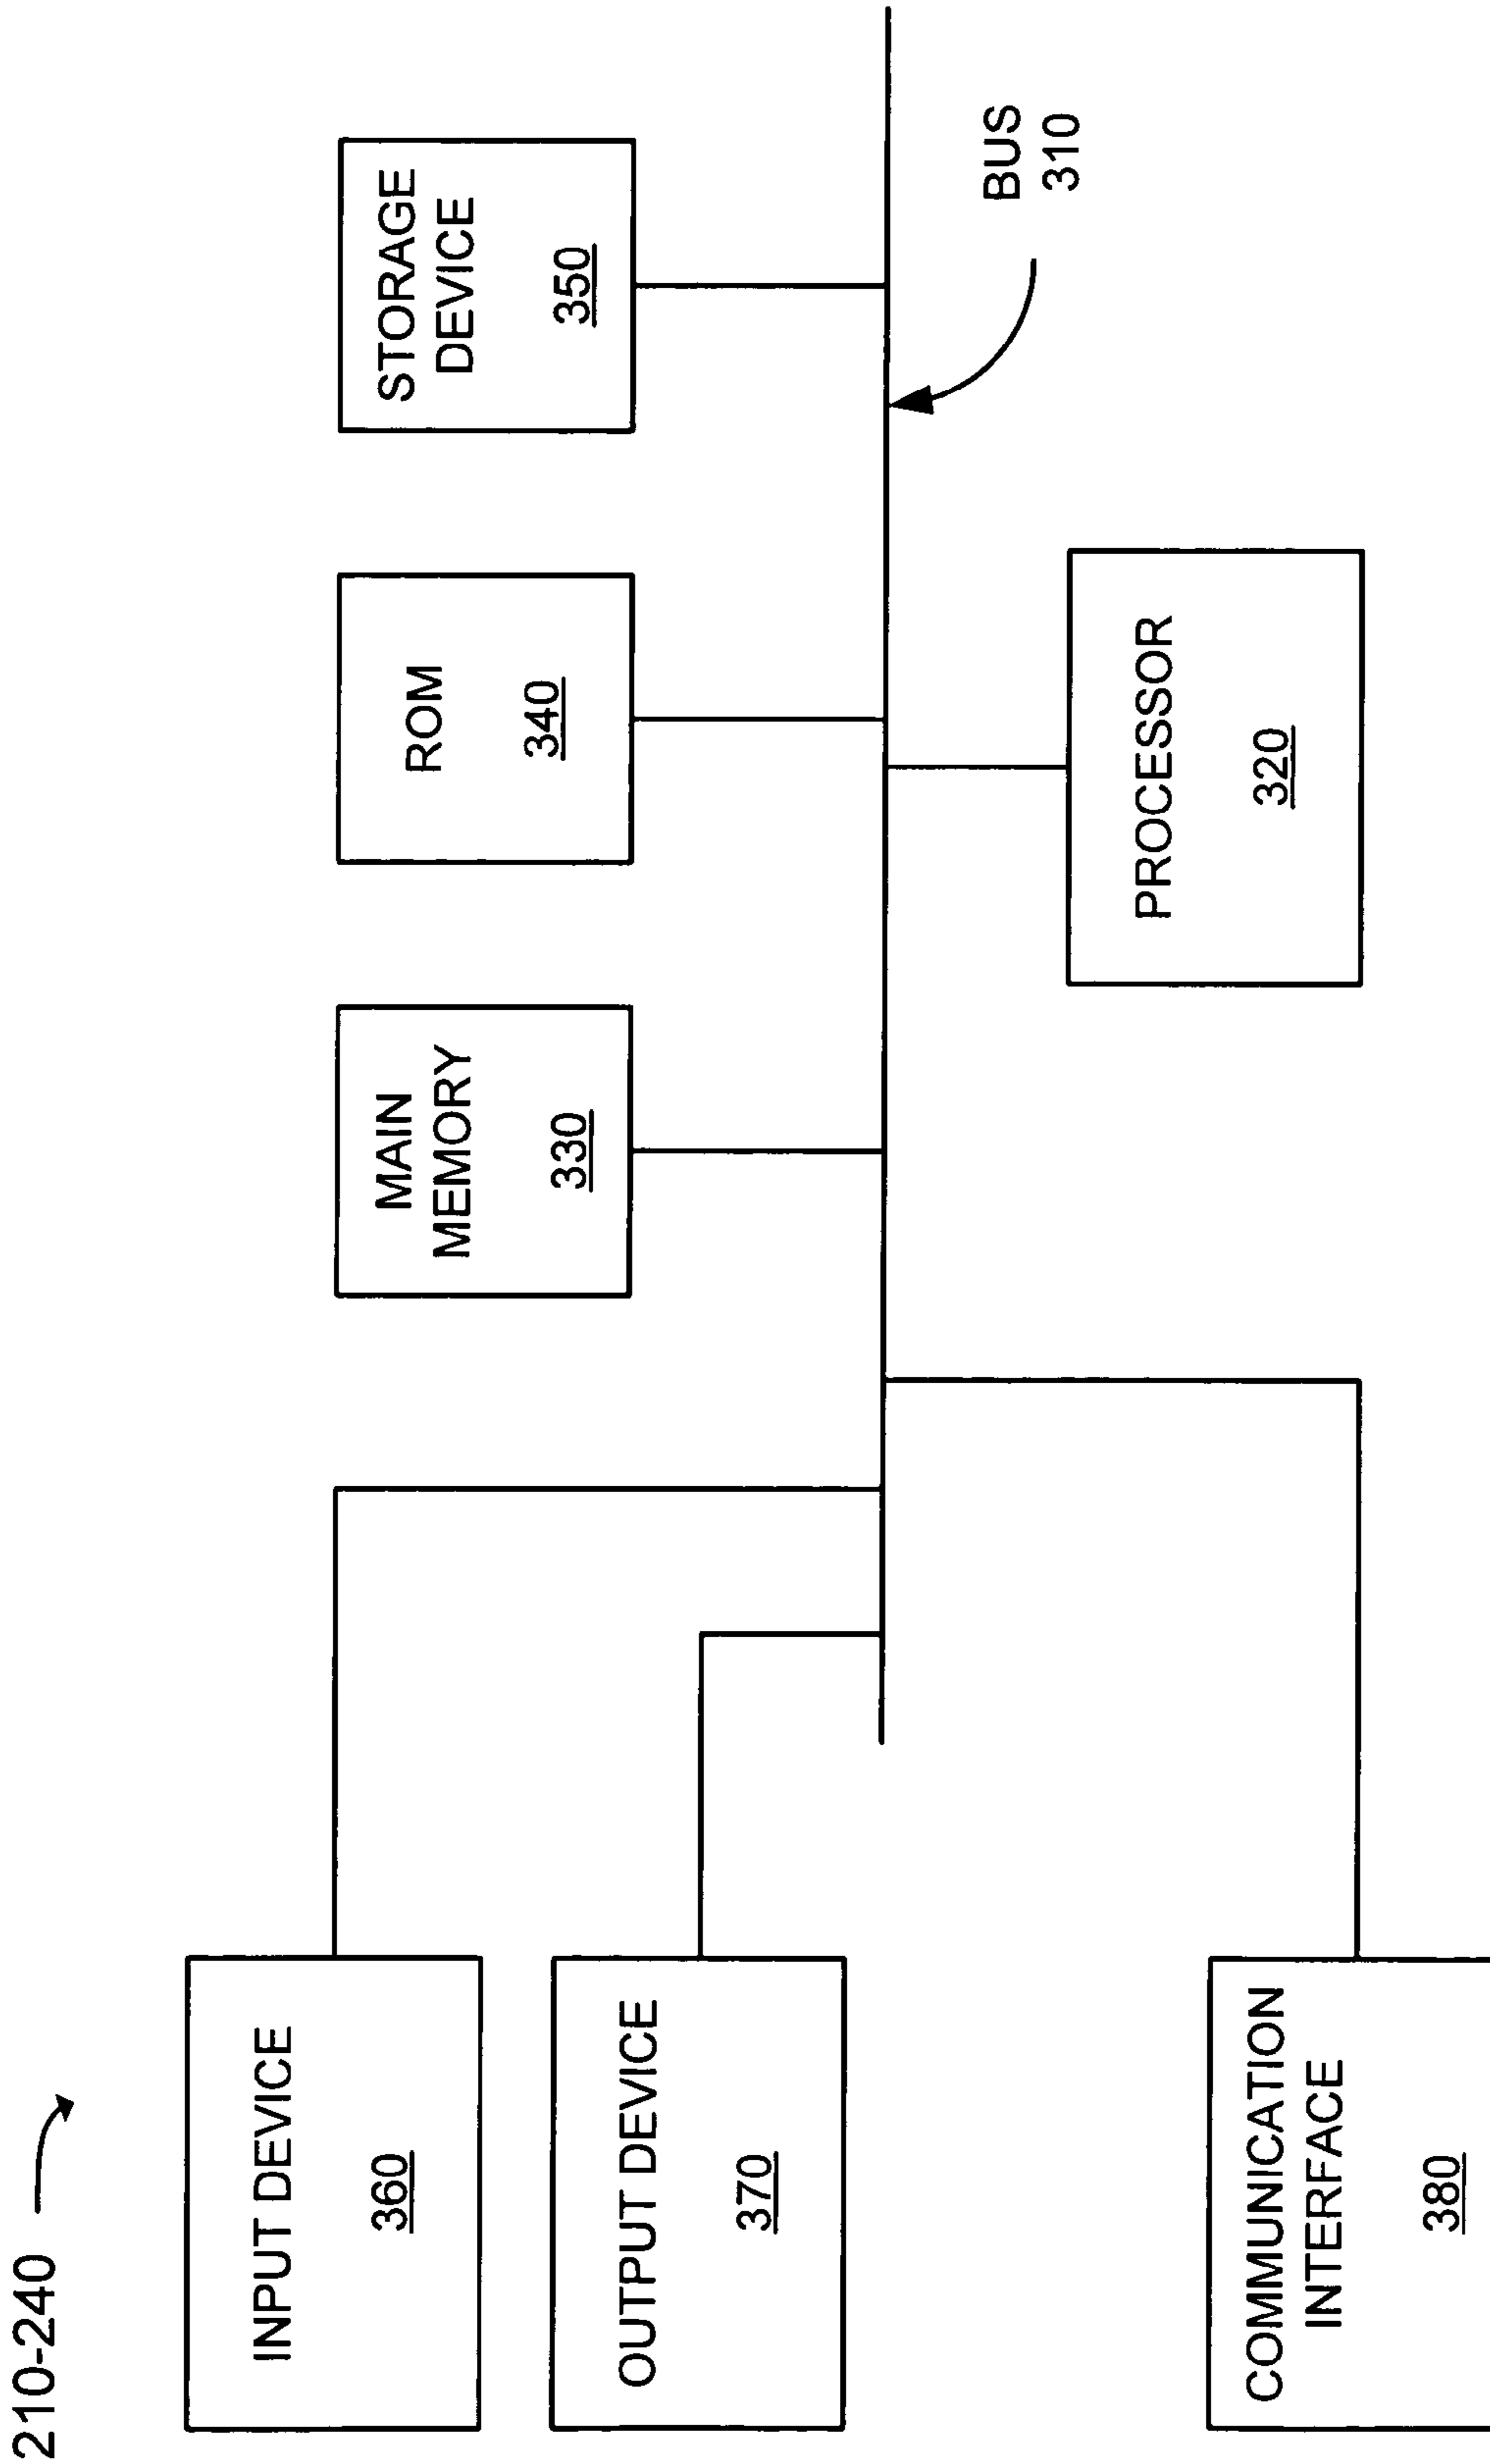 210-240
INPUT DEVICE
360
OUTPUT DEVICE
370
COMMUNICATION
INTERFACE
380
MAIN
MEMORY
330
ROM
340
STORAGE
DEVICE
350
PROCESSOR
320
BUS
310